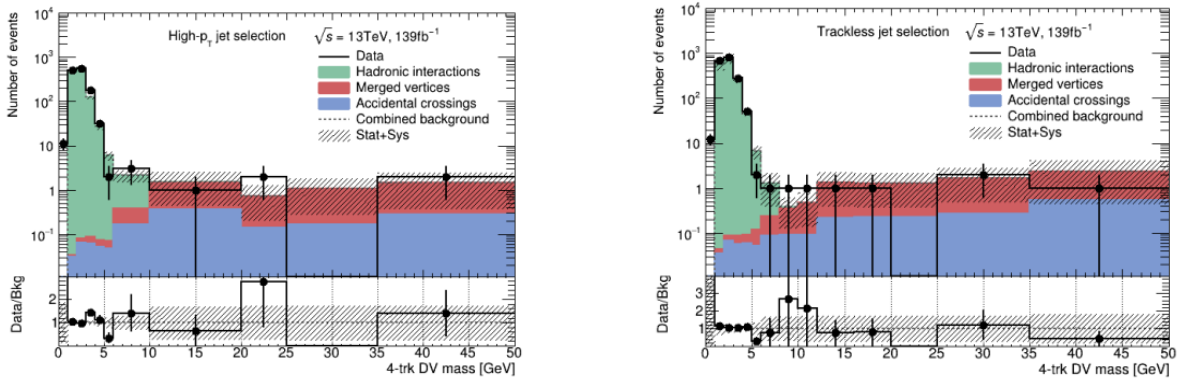 Number of events
10⁴
10³
10²
10
1
10⁻¹
High-p_T jet selection
√s = 13TeV, 139fb⁻¹
Data
Hadronic interactions
Merged vertices
Accidental crossings
Combined background
Stat+Sys
Data/Bkg
2
1
0 5 10 15 20 25 30 35 40 45 50
4-trk DV mass [GeV]
Number of events
10⁴
10³
10²
10
1
10⁻¹
Trackless jet selection
√s = 13TeV, 139fb⁻¹
Data
Hadronic interactions
Merged vertices
Accidental crossings
Combined background
Stat+Sys
Data/Bkg
3
2
1
0 5 10 15 20 25 30 35 40 45 50
4-trk DV mass [GeV]